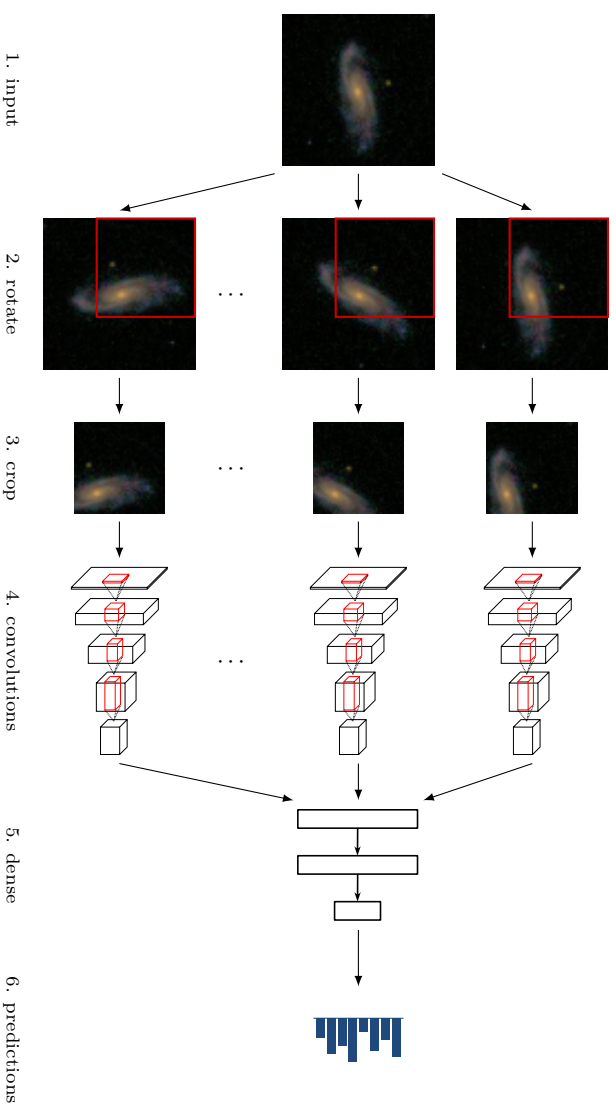 1. input
2. rotate
...
3. crop
...
4. convolutions
...
5. dense
6. predictions